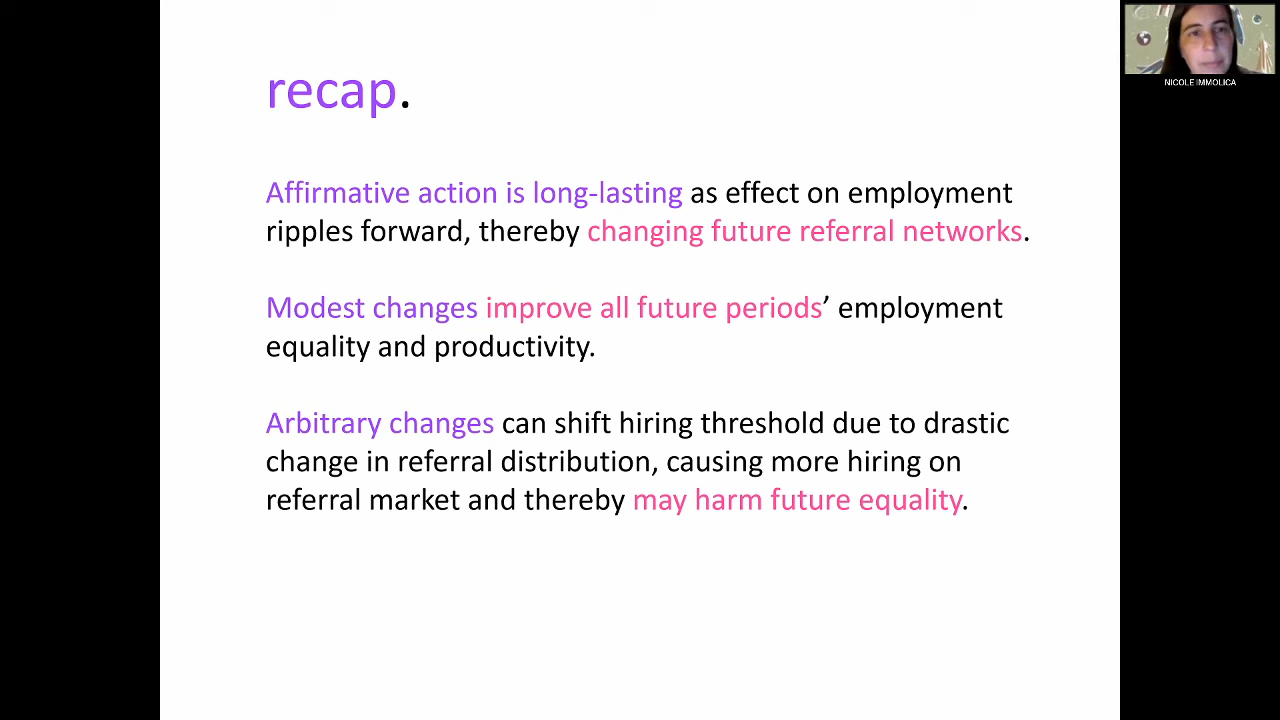 NICOLE IMMOLICA
recap.
Affirmative action is long-lasting as effect on employment
ripples forward, thereby changing future referral networks.
Modest changes improve all future periods’ employment
equality and productivity.
Arbitrary changes can shift hiring threshold due to drastic
change in referral distribution, causing more hiring on
referral market and thereby may harm future equality.